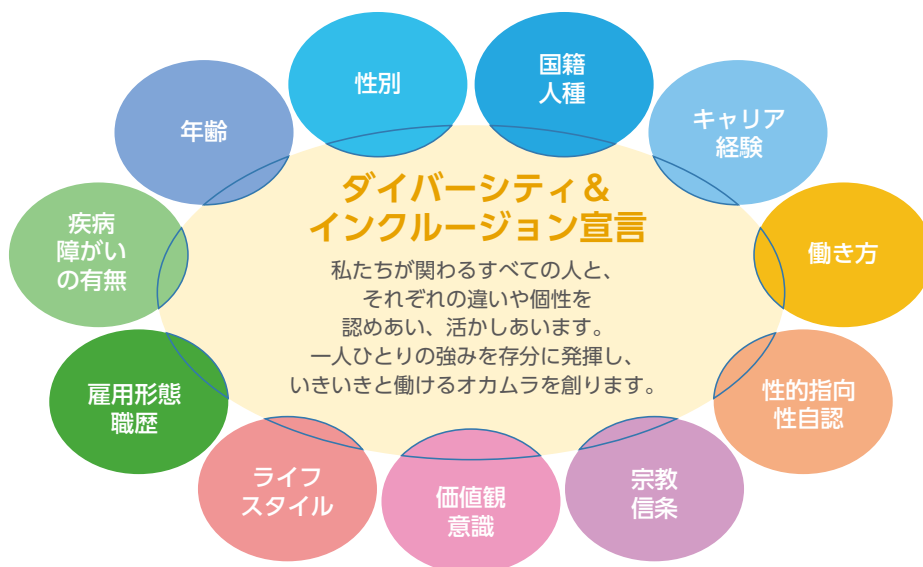 性別
国籍
人種
年齢
キャリア
経験
疾病
障がい
の有無
ダイバーシティ＆
インクルージョン宣言
私たちが関わるすべての人と、
それぞれの違いや個性を
認めあい、活かしあいます。
一人ひとりの強みを存分に発揮し、
いきいきと働けるオカムラを創ります。
働き方
雇用形態
職歴
性的指向
性自認
ライフ
スタイル
価値観
意識
宗教
信条